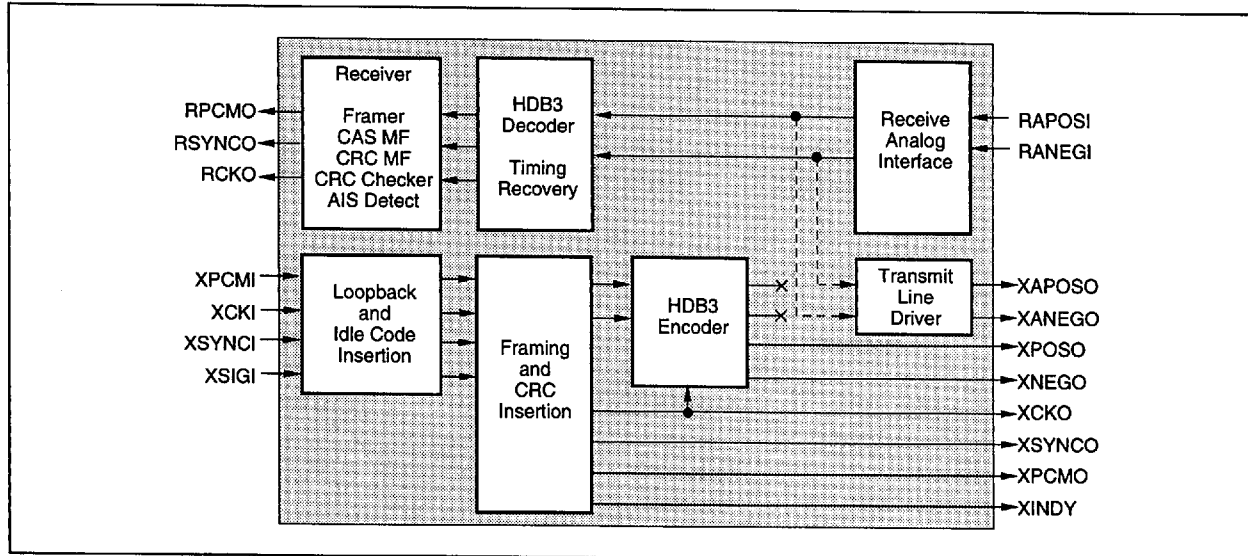 RPCMO
RSYNCO
RCKO
Receiver
Framer
CAS MF
CRC MF
CRC Checker
AIS Detect
HDB3
Decoder
Timing
Recovery
Receive
Analog
Interface
RAPOSI
RANEGI
XPCMI
XCKI
XSYNCI
XSIGI
Loopback
and
Idle Code
Insertion
Framing
and
CRC
Insertion
HDB3
Encoder
Transmit
Line
Driver
XAPOSO
XANEGO
XPOSO
XNEGO
XCKO
XSYNCO
XPCMO
XINDY